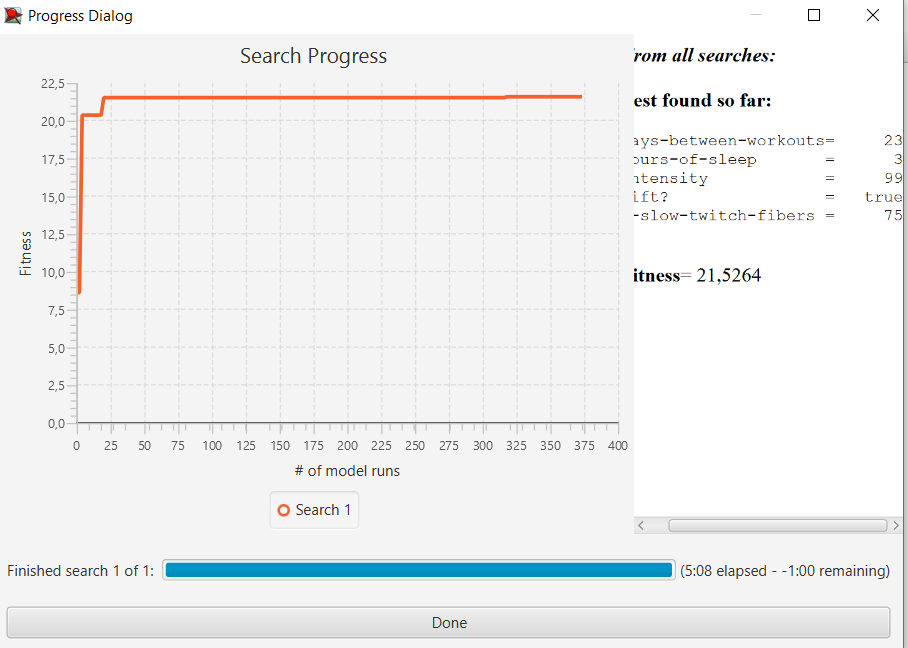 Progress Dialog
Search Progress
22,5
20,0
17,5
15,0
12,5
10,0
7,5
5,0
2,5
0,0
Fitness
0 25 50 75 100 125 150 175 200 225 250 275 300 325 350 375 400
# of model runs
Search 1
rom all searches:
est found so far:
ays-between-workouts= 23
ours-of-sleep = 3
ntensity = 99
ift? = true
-slow-twitch-fibers = 75
itness= 21,5264
Finished search 1 of 1:
(5:08 elapsed - -1:00 remaining)
Done